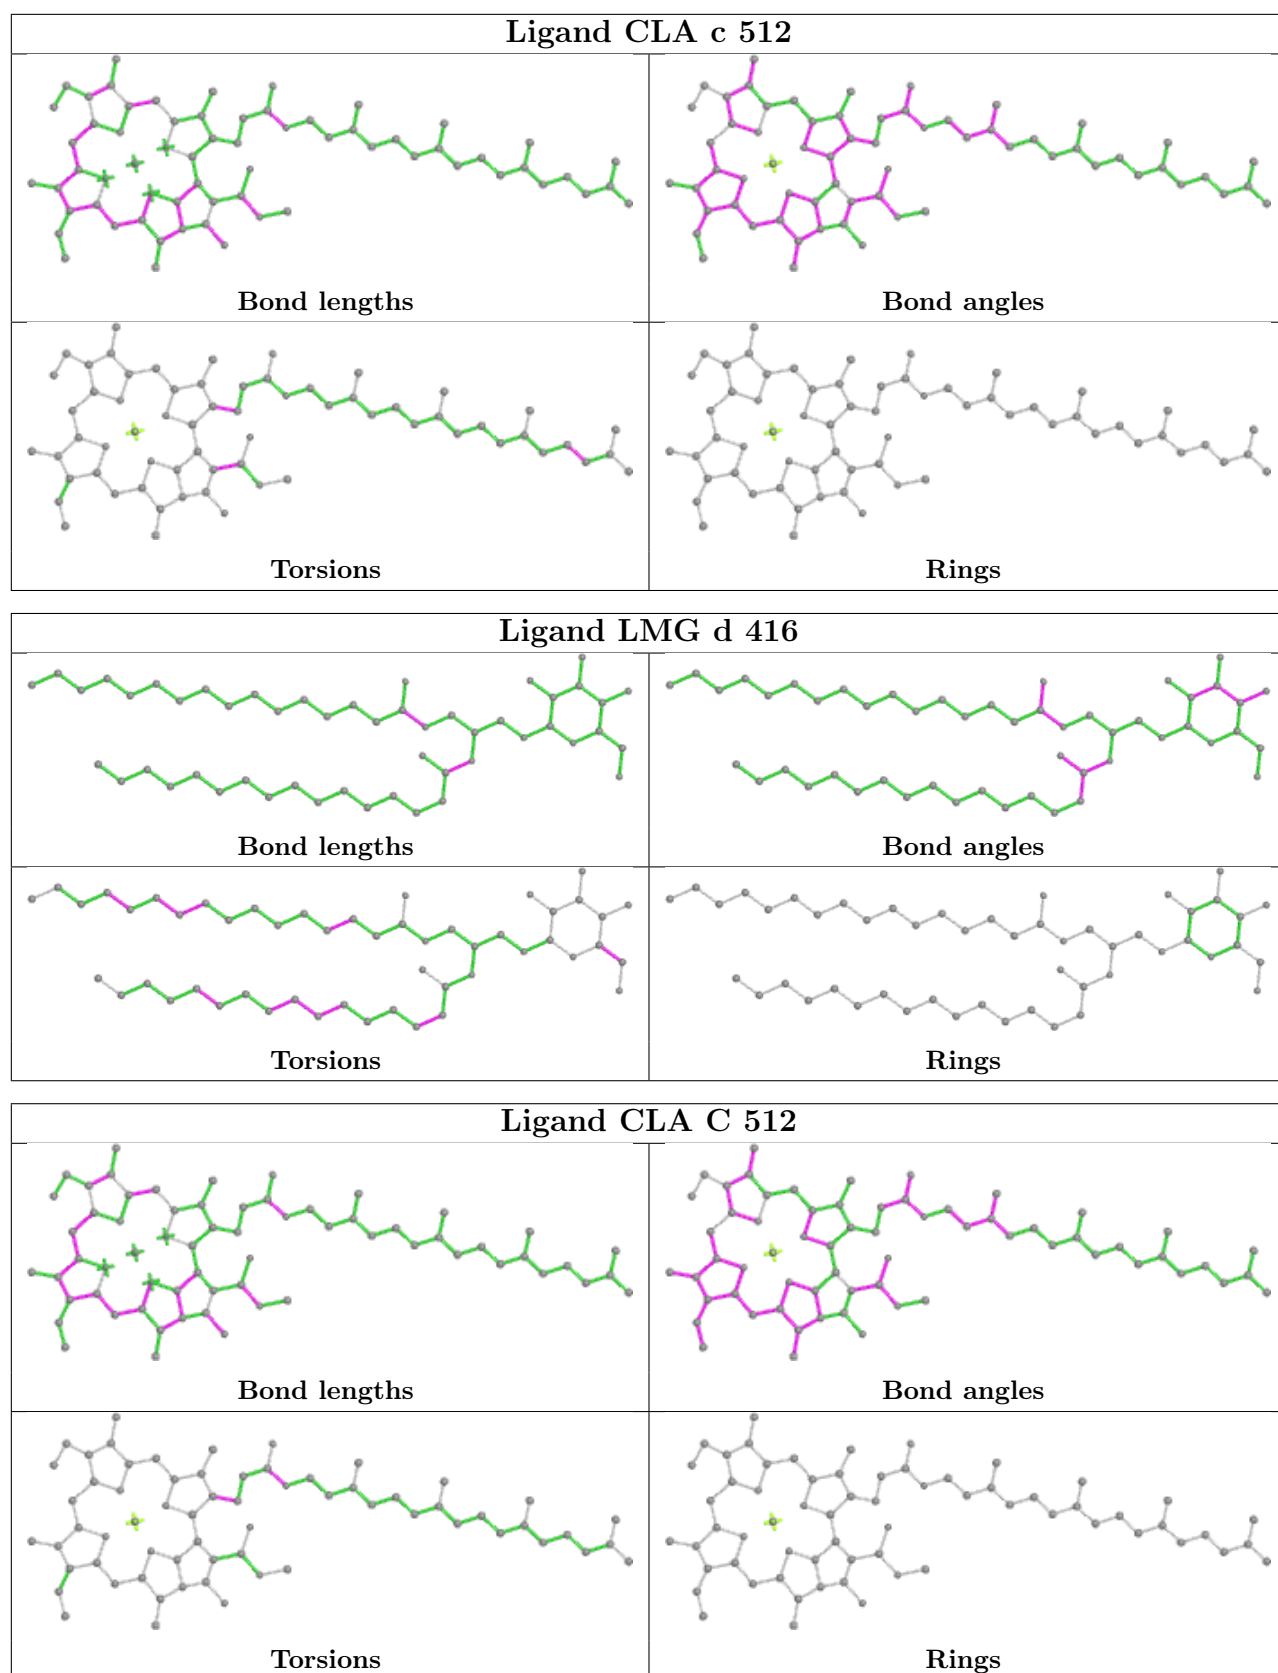 Ligand CLA c 512
Bond lengths
Bond angles
Torsions
Rings
Ligand LMG d 416
Bond lengths
Bond angles
Torsions
Rings
Ligand CLA C 512
Bond lengths
Bond angles
Torsions
Rings